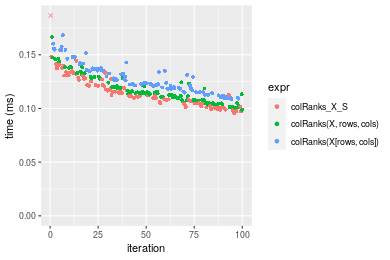 0.15
0.10
0.05
0.00
0
25
50
75
100
time (ms)
iteration
expr
colRanks_X_S
colRanks(X, rows, cols)
colRanks(X[rows, cols])